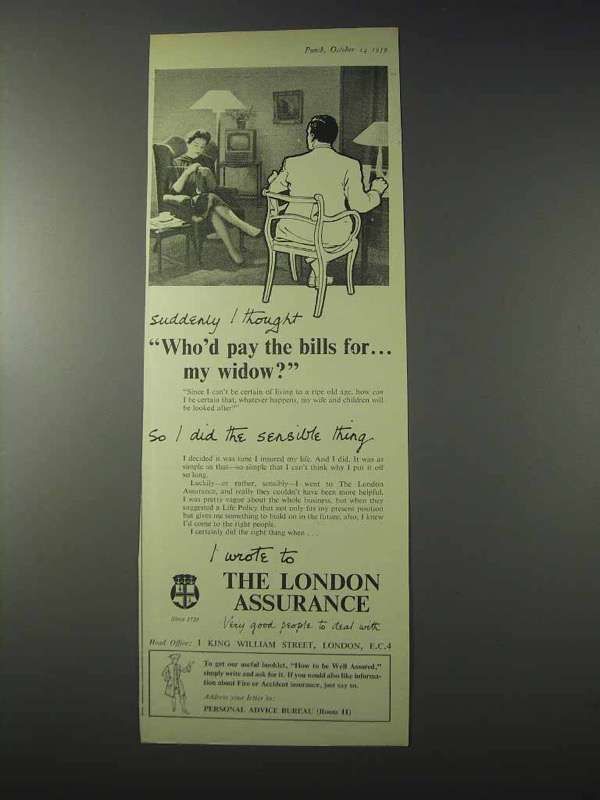 Punch, October 14 1959
suddenly I thought
"Who'd pay the bills for...
my widow?"
"Since I can't be certain of living to a ripe old age, how can
I be certain that, whatever happens, my wife and children will
be looked after?"
So I did the sensible thing
I decided it was time I insured my life. And I did. It was as
simple as that—so simple that I can't think why I put it off
so long.
Luckily—or rather, sensibly—I went to The London
Assurance, and really they couldn't have been more helpful.
I was pretty vague about the whole business, but when they
suggested a Life Policy that not only fits my present position
but gives me something to build on in the future, also, I knew
I'd come to the right people.
I certainly did the right thing when . . .
I wrote to
THE LONDON
ASSURANCE
Since 1720
Very good people to deal with
Head Office: 1 KING WILLIAM STREET, LONDON, E.C.4
To get our useful booklet, "How to be Well Assured,"
simply write and ask for it. If you would also like informa-
tion about Fire or Accident insurance, just say so.
Address your letter to:
PERSONAL ADVICE BUREAU (Room 11)